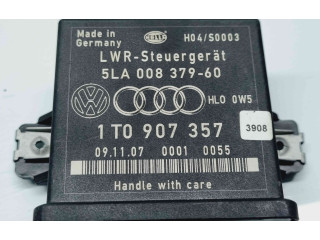 Made in
Germany
HELLA
H04/S0003
LWR-Steuergerät
5LA 008 379-60
HLO 0W5
1T0 907 357
3908
09.11.07 0001 0055
Handle with care